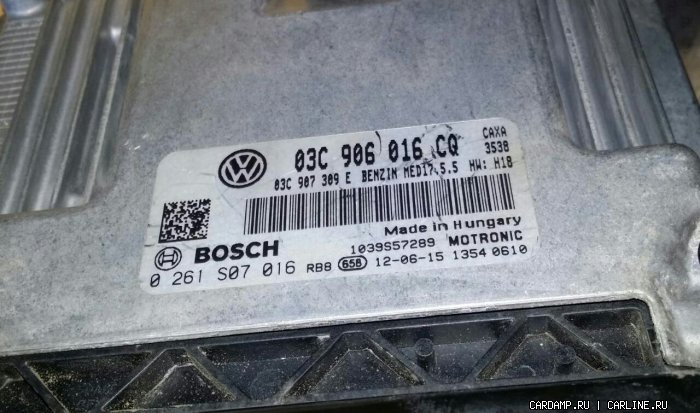 03C 906 016 CQ CAXA
3538
03C 907 309 E BENZIN MED17.5.5 HW: H18
Made in Hungary
BOSCH 1039S57289 MOTRONIC
0 261 S07 016 RBB 658 12-06-15 1354 0610
CARDAMP.RU | CARLINE.RU